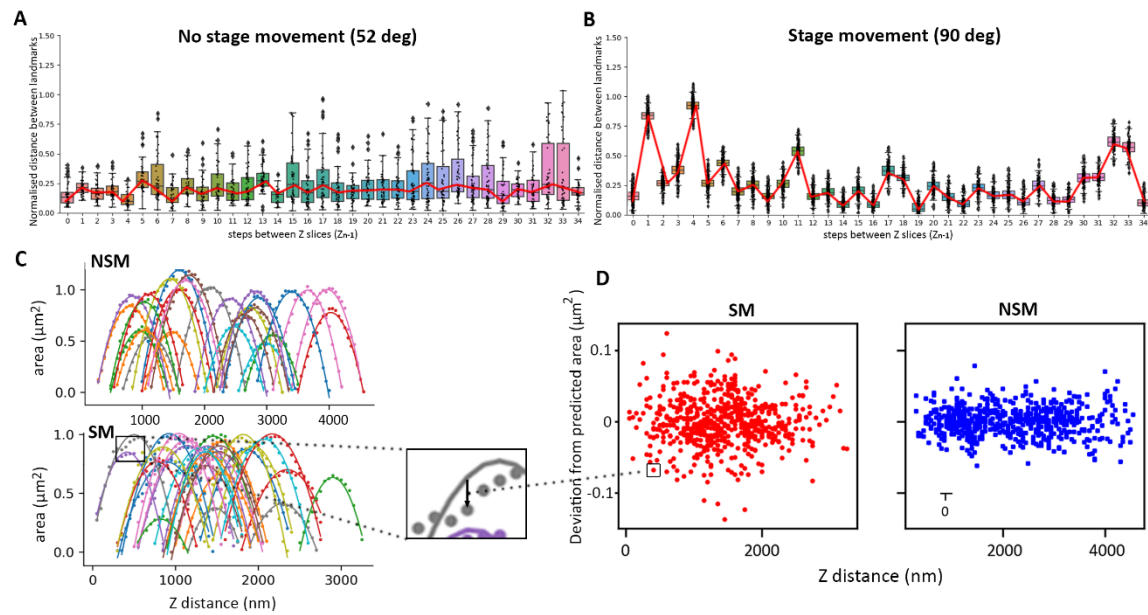 A
No stage movement (52 deg)
Normalised distance between landmarks
1.50
1.25
1.00
0.75
0.50
0.25
0.00
0 1 2 3 4 5 6 7 8 9 10 11 12 13 14 15 16 17 18 19 20 21 22 23 24 25 26 27 28 29 30 31 32 33 34
steps between Z slices (Zn-1)
B
Stage movement (90 deg)
Normalised distance between landmarks
1.50
1.25
1.00
0.75
0.50
0.25
0.00
0 1 2 3 4 5 6 7 8 9 10 11 12 13 14 15 16 17 18 19 20 21 22 23 24 25 26 27 28 29 30 31 32 33 34
steps between Z slices (Zn-1)
C
NSM
area (μm2)
1.0
0.5
0.0
1000 2000 3000 4000
SM
area (μm2)
1.0
0.5
0.0
0 1000 2000 3000
Z distance (nm)
D
SM
NSM
Deviation from predicted area (μm²)
0.1
0
-0.1
0 2000
0
2000 4000
Z distance (nm)